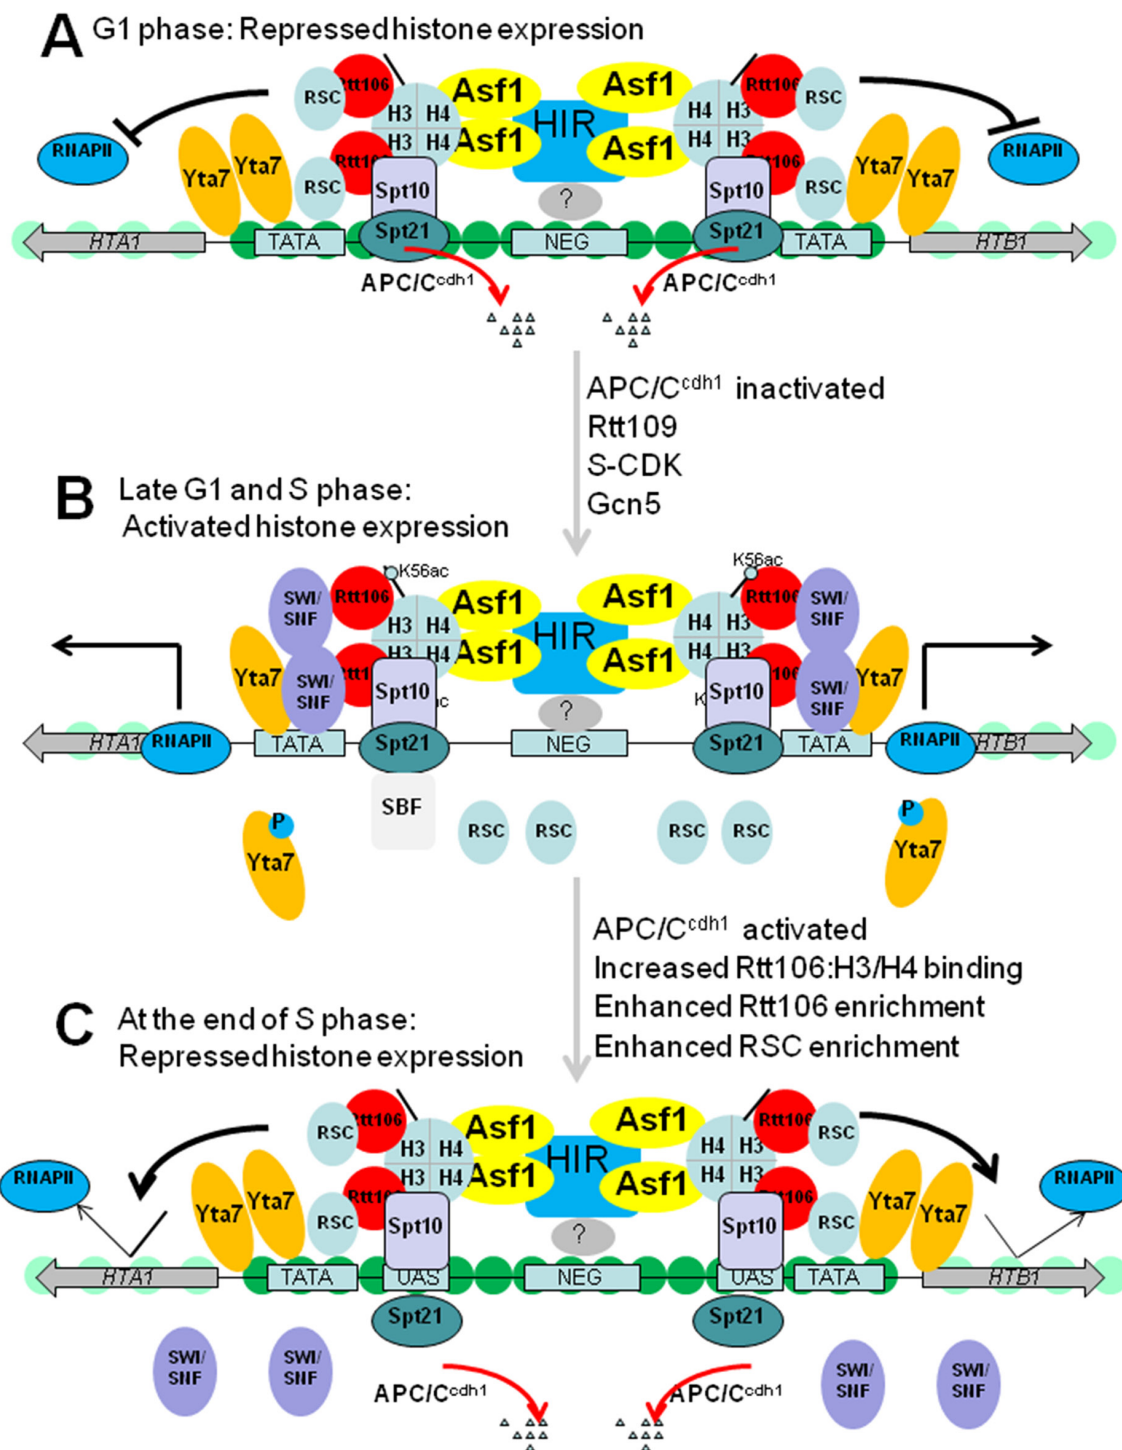 A G1 phase: Repressed histone expression
RSC Rtt106 H3 H4 Asf1 HIR Asf1 H4 H3 Rtt106 RSC
RNAPII Yta7 Yta7 H3 H4 Asf1 Asf1 H4 H3 Yta7 Yta7 RNAPII
RSC Spt10 ? Spt10 RSC
HTA1 TATA Spt21 NEG Spt21 TATA HTB1
APC/Ccdh1 APC/Ccdh1
APC/Ccdh1 inactivated
Rtt109
S-CDK
Gcn5
B Late G1 and S phase:
Activated histone expression
K56ac K56ac
SWI/ SNF Rtt106 H3 H4 Asf1 HIR Asf1 H4 H3 Rtt106 SWI/ SNF
Yta7 H3 H4 Asf1 Asf1 H4 H3 Yta7
SWI/ SNF Spt10 ? Spt10 SWI/ SNF
HTA1 RNAPII TATA Spt21 NEG Spt21 TATA RNAPII HTB1
P Yta7 SBF RSC RSC RSC RSC P Yta7
APC/Ccdh1 activated
Increased Rtt106:H3/H4 binding
Enhanced Rtt106 enrichment
Enhanced RSC enrichment
C At the end of S phase:
Repressed histone expression
RSC Rtt106 H3 H4 Asf1 HIR Asf1 H4 H3 Rtt106 RSC
RNAPII Yta7 Yta7 H3 H4 Asf1 Asf1 H4 H3 Yta7 Yta7 RNAPII
RSC Spt10 ? Spt10 RSC
HTA1 TATA UAS NEG UAS TATA HTB1
Spt21 Spt21
SWI/ SNF SWI/ SNF APC/Ccdh1 APC/Ccdh1 SWI/ SNF SWI/ SNF